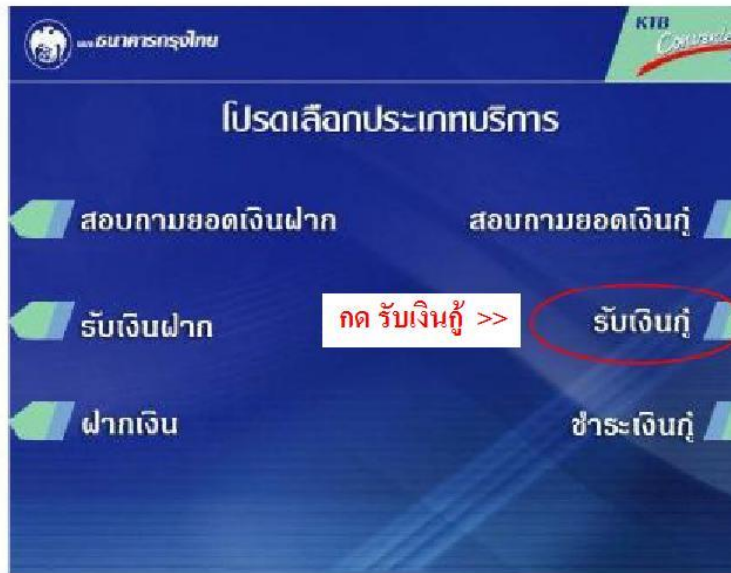 ธนาคารกรุงไทย
KTB
โปรดเลือกประเภทบริการ
สอบถามยอดเงินฝาก
สอบถามยอดเงินกู้
รับเงินฝาก
กด รับเงินกู้ >>
รับเงินกู้
ฝากเงิน
ชำระเงินกู้